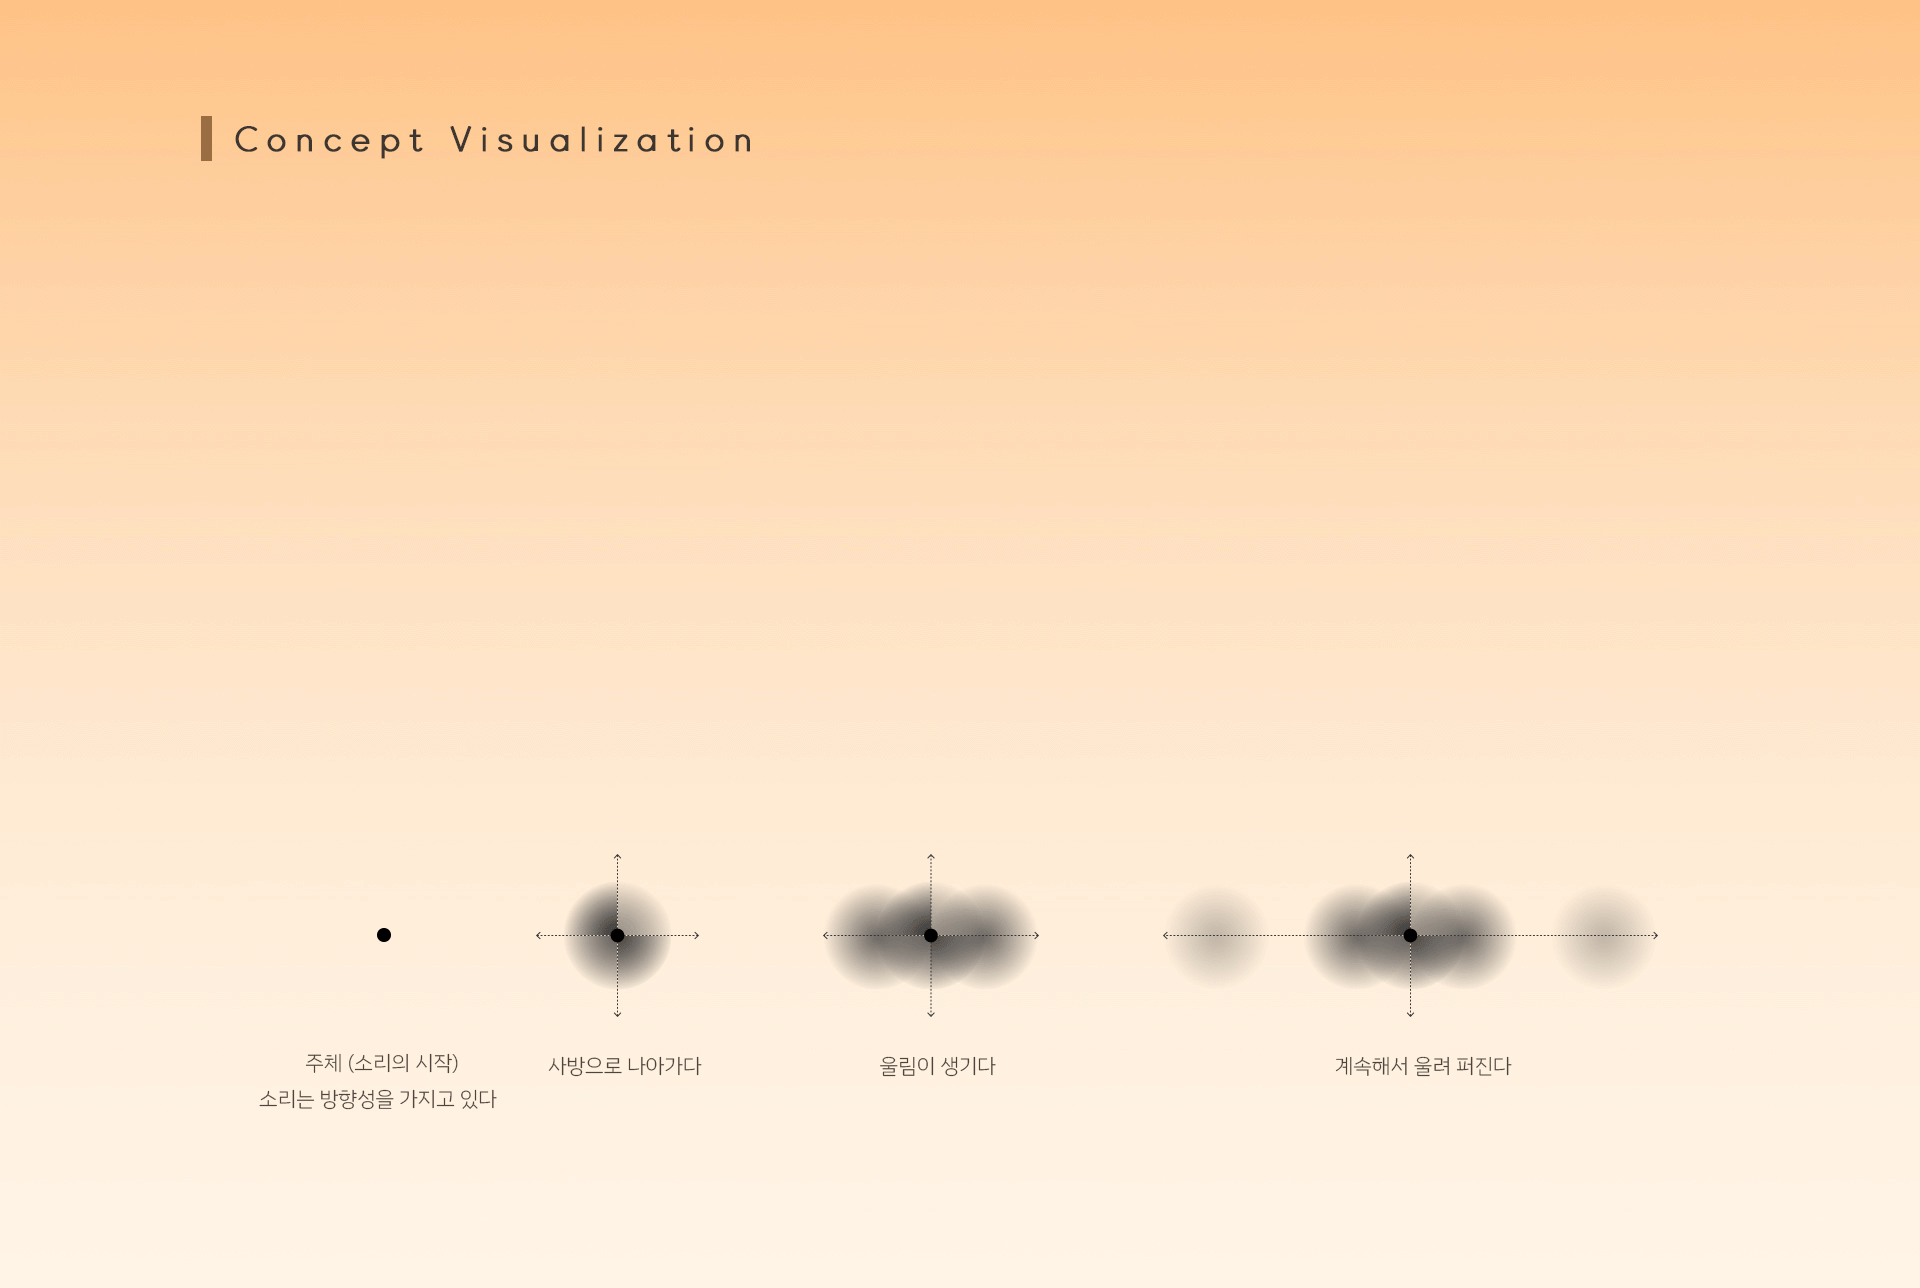 Concept Visualization
주체 (소리의 시작)
소리는 방향성을 가지고 있다
사방으로 나아가다
울림이 생기다
계속해서 울려 퍼진다